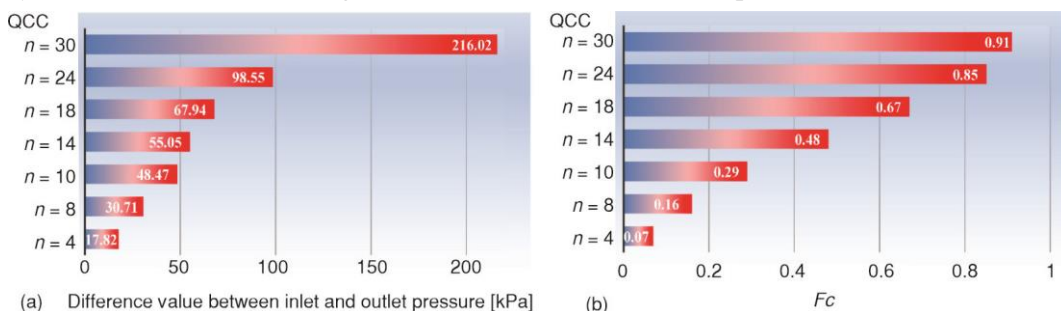 QCC
n = 30
216.02
n = 24
98.55
n = 18
67.94
n = 14
55.05
n = 10
48.47
n = 8
30.71
n = 4
17.82
0 50 100 150 200
(a) Difference value between inlet and outlet pressure [kPa]
QCC
n = 30
0.91
n = 24
0.85
n = 18
0.67
n = 14
0.48
n = 10
0.29
n = 8
0.16
n = 4
0.07
0 0.2 0.4 0.6 0.8 1
(b) Fc